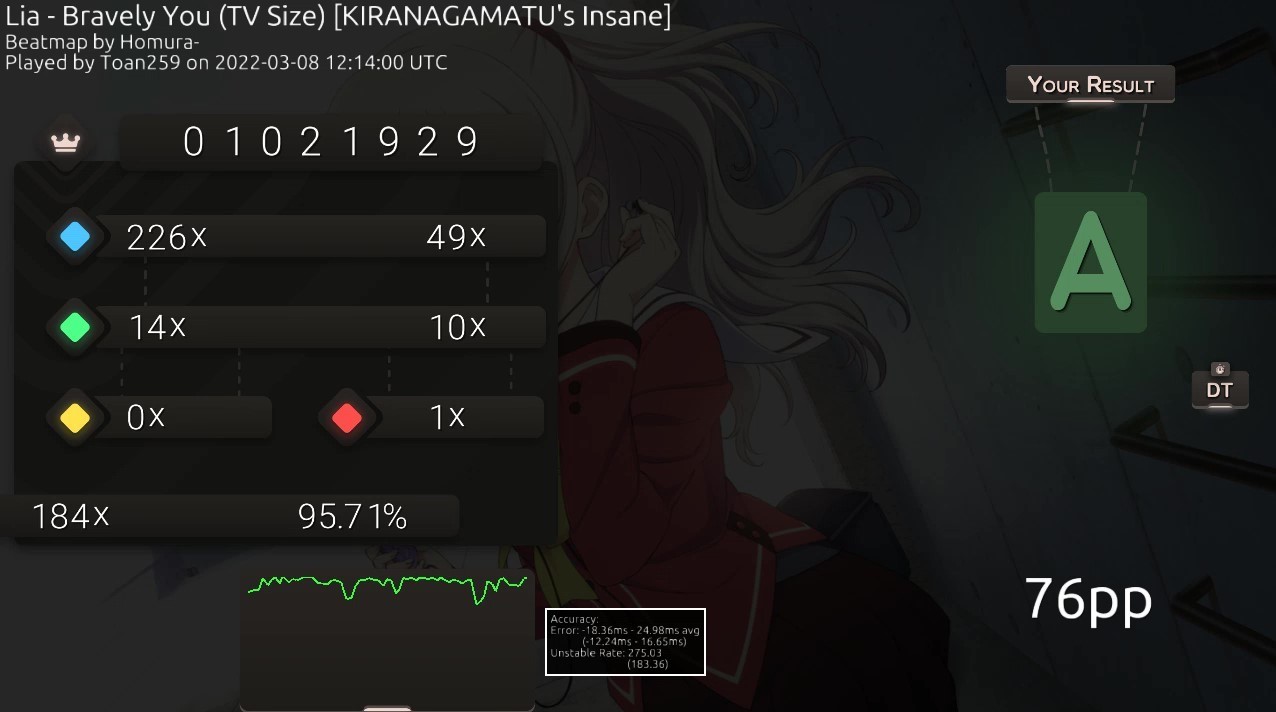 Lia - Bravely You (TV Size) [KIRANAGAMATU's Insane]
Beatmap by Homura-
Played by Toan259 on 2022-03-08 12:14:00 UTC
YOUR RESULT
01021929
226x 49x
14x 10x
A
0x 1x
DT
184x 95.71%
76pp
Accuracy:
Error: -18.36ms - 24.98ms avg
(-12.24ms - 16.65ms)
Unstable Rate: 275.03
(183.36)